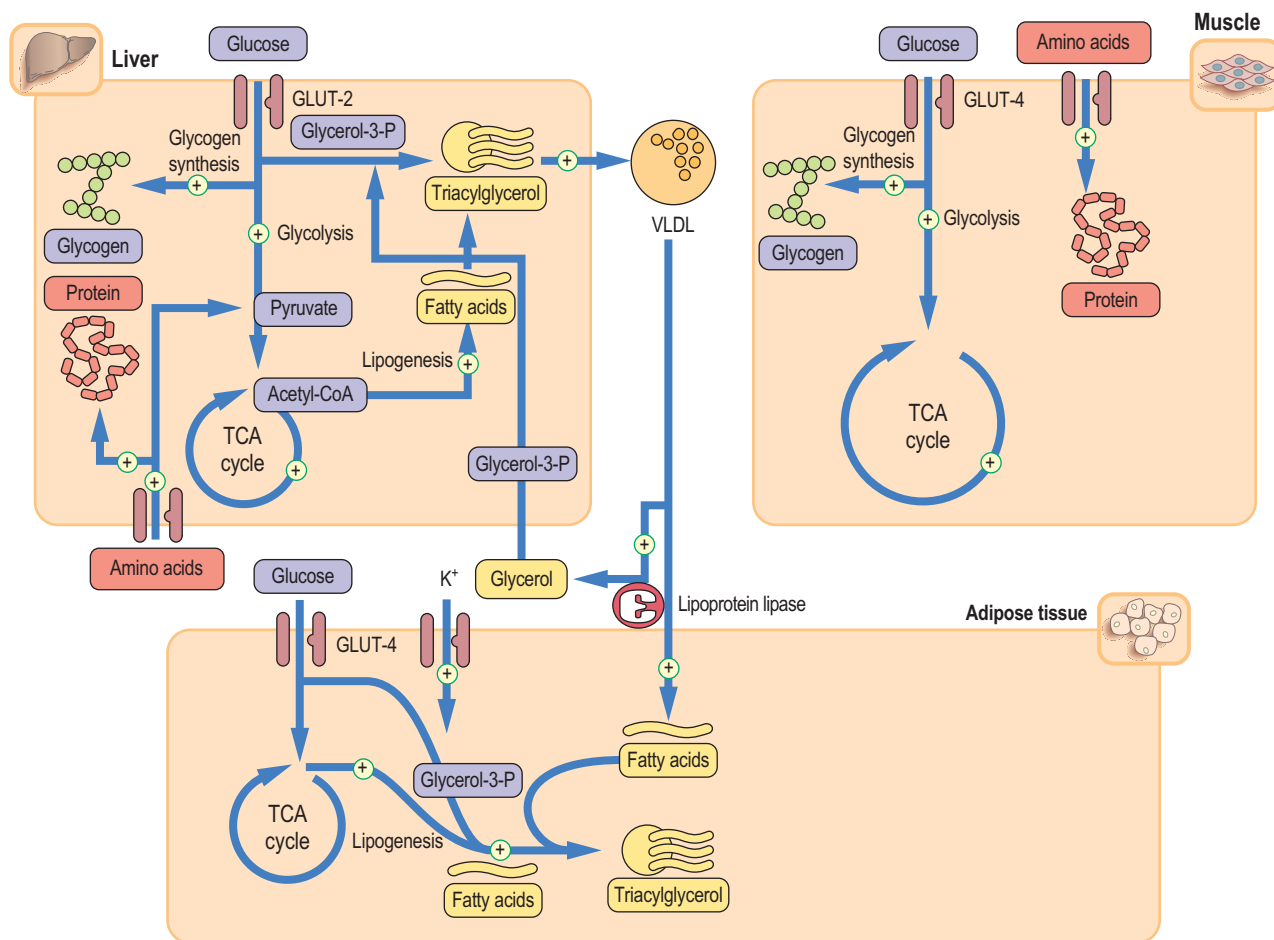 Liver
Glucose
GLUT-2
Glycerol-3-P
Glycogen
synthesis
+
+
Triacylglycerol
VLDL
Glycogen
+
Glycolysis
Protein
Pyruvate
Fatty acids
Lipogenesis
+
Acetyl-CoA
TCA
cycle
+
+
+
Glycerol-3-P
Amino acids
Muscle
Glucose
Amino acids
GLUT-4
+
Glycogen
synthesis
+
+
Glycolysis
Glycogen
Protein
TCA
cycle
+
Glucose
K⁺
Glycerol
+
Lipoprotein lipase
Adipose tissue
GLUT-4
+
+
Fatty acids
+
Glycerol-3-P
TCA
cycle
Lipogenesis
+
Fatty acids
Triacylglycerol